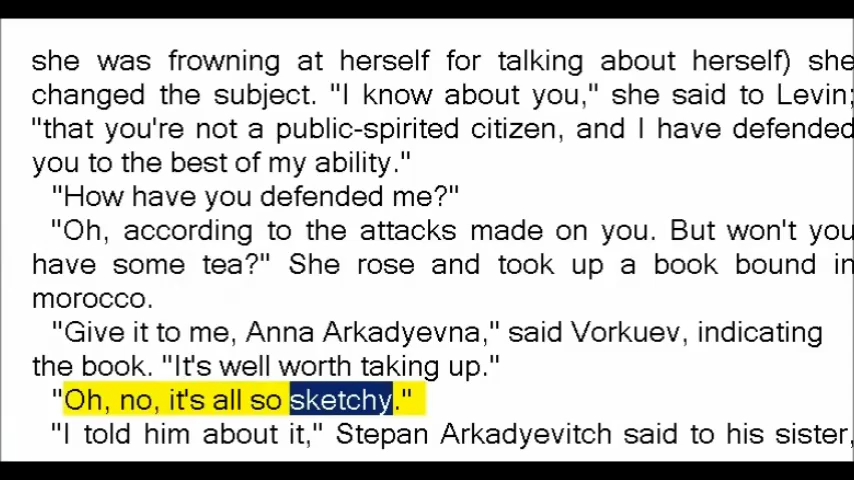 she was frowning at herself for talking about herself) she
changed the subject. "I know about you," she said to Levin;
"that you're not a public-spirited citizen, and I have defended
you to the best of my ability."
"How have you defended me?"
"Oh, according to the attacks made on you. But won't you
have some tea?" She rose and took up a book bound in
morocco.
"Give it to me, Anna Arkadyevna," said Vorkuev, indicating
the book. "It's well worth taking up."
"Oh, no, it's all so sketchy."
"I told him about it," Stepan Arkadyevitch said to his sister,